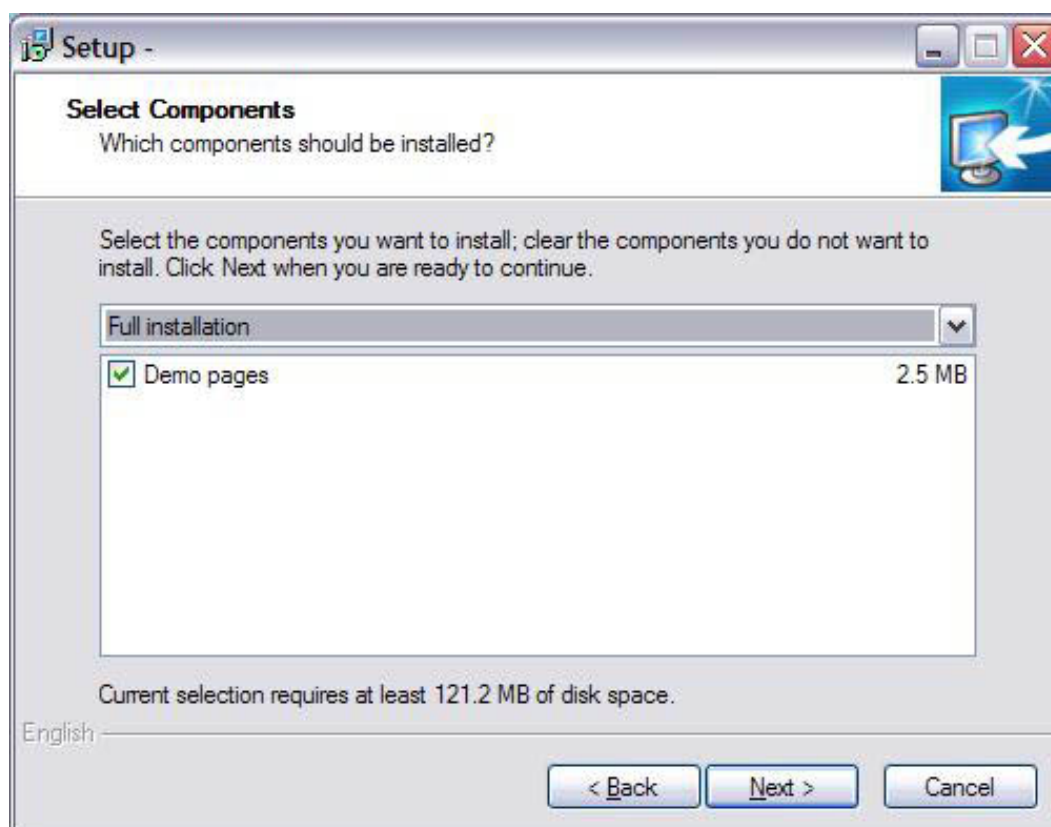 Setup -
Select Components
Which components should be installed?
Select the components you want to install; clear the components you do not want to
install. Click Next when you are ready to continue.
Full installation
Demo pages 2.5 MB
Current selection requires at least 121.2 MB of disk space.
English
< Back Next > Cancel